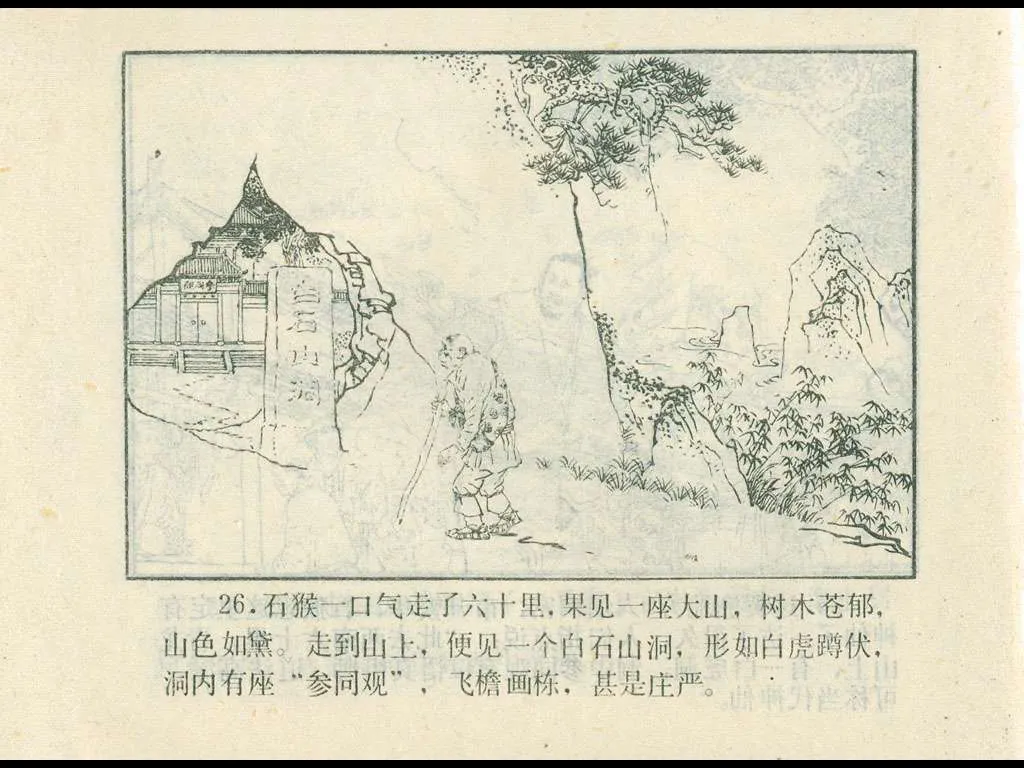 参同观
白石山洞
26.石猴一口气走了六十里，果见一座大山，树木苍郁，
山色如黛。走到山上，便见一个白石山洞，形如白虎蹲伏，
洞内有座“参同观”，飞檐画栋，甚是庄严。